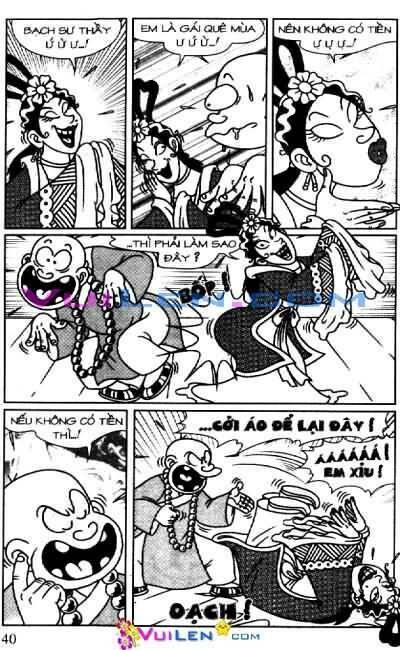 BẠCH SƯ THẦY
Ứ Ừ Ư...!
EM LÀ GÁI QUÊ MÙA
Ư Ử Ừ...!
NÊN KHÔNG CÓ TIỀN
Ư Ự Ự...!
...THÌ PHẢI LÀM SAO
ĐÂY ?
BỐP !
VUILEN.COM
NẾU KHÔNG CÓ TIỀN
THÌ...
...CỞI ÁO ĐỂ LẠI ĐÂY !
ÁÁÁÁÁÁ!
EM XỈU !
OẠCH !
40
VUILEN.COM